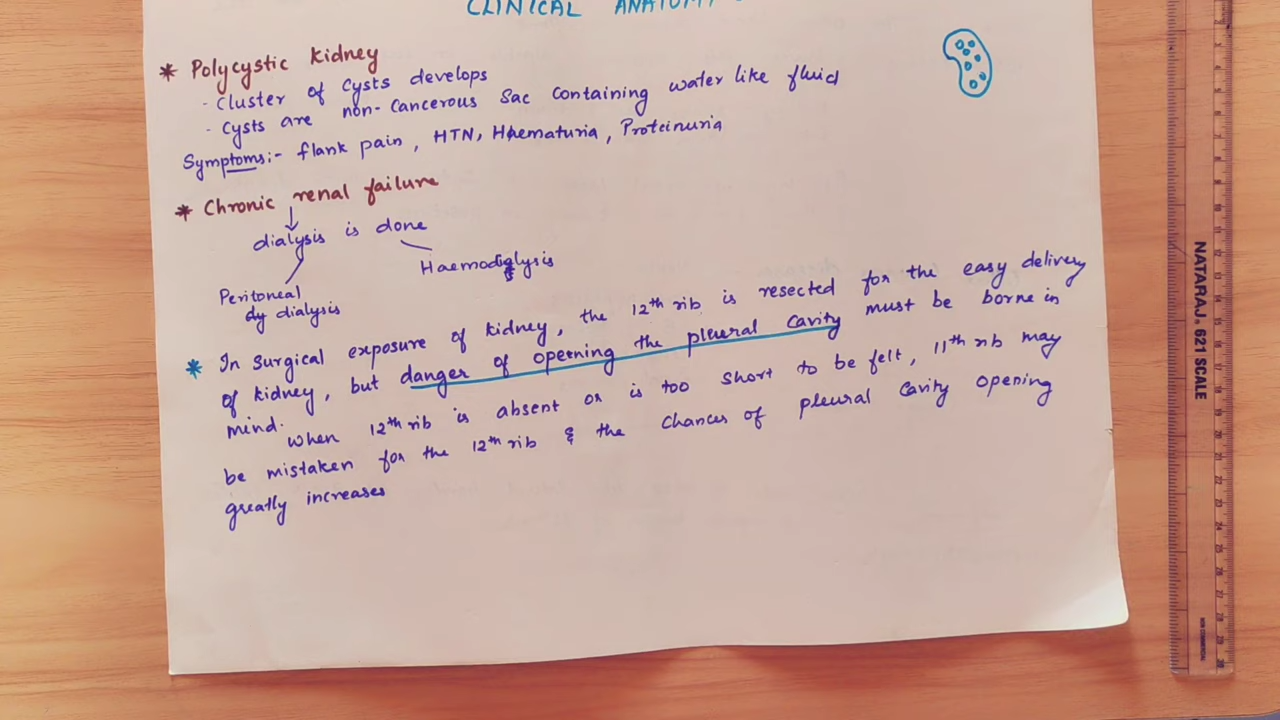 CLINICAL ANATOMY
* Polycystic kidney
- Cluster of Cysts develops
- Cysts are non-cancerous sac containing water like fluid
Symptoms:- flank pain, HTN, Haematuria, Proteinuria
* Chronic renal failure
dialysis is done
Haemodialysis
Peritoneal
dialysis
* In surgical exposure of kidney, the 12th rib is resected for the easy delivery
of kidney, but danger of opening the pleural cavity must be borne in
mind.
When 12th rib is absent or is too short to be felt, 11th rib may
be mistaken for the 12th rib & the chances of pleural cavity opening
greatly increases
NATARAJ 621 SCALE